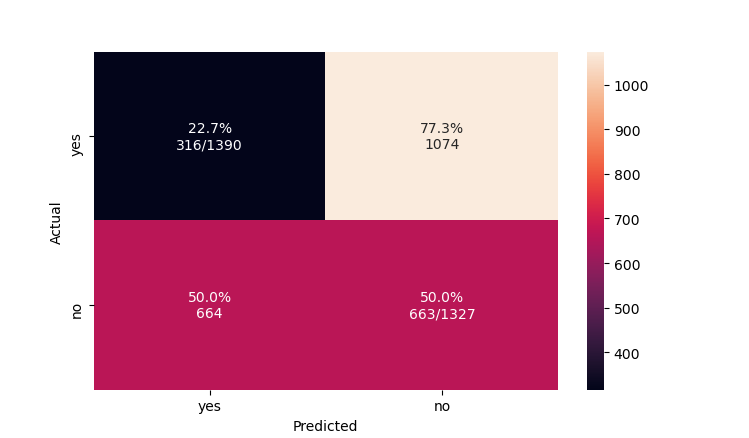 22.7%
316/1390
77.3%
1074
50.0%
664
50.0%
663/1327
yes
no
Actual
yes
no
Predicted
1000
900
800
700
600
500
400